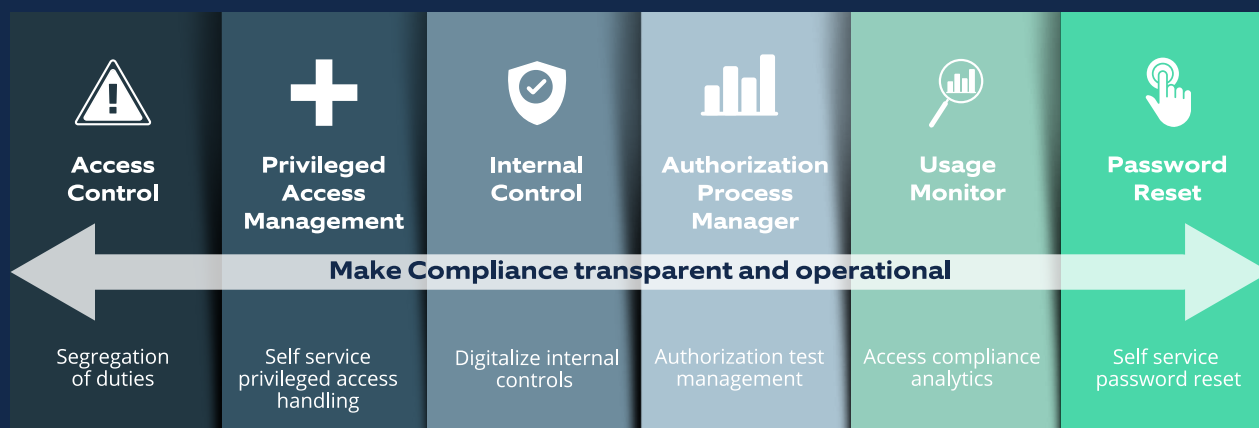 Access
Control
Privileged
Access
Management
Internal
Control
Authorization
Process
Manager
Usage
Monitor
Password
Reset
Make Compliance transparent and operational
Segregation
of duties
Self service
privileged access
handling
Digitalize internal
controls
Authorization test
management
Access compliance
analytics
Self service
password reset